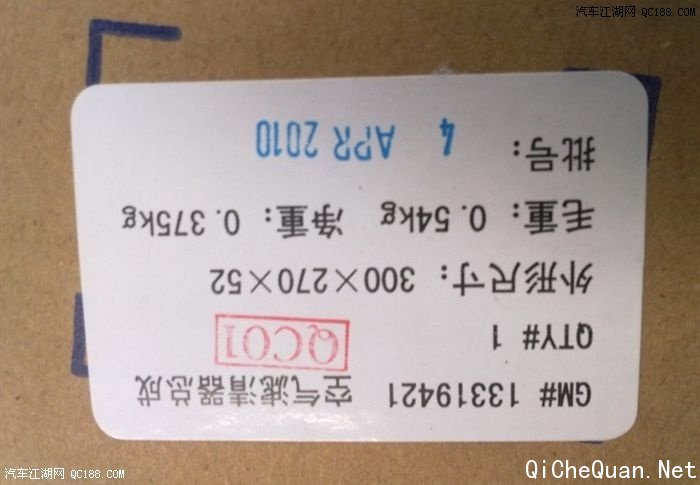 GM# 13319421 空气滤清器总成
QTY# 1
QC01
外形尺寸：300×270×52
毛重：0.54kg 净重：0.375kg
批号：
4 APR 2010
汽车江湖网 QC188.com
汽车江湖网 QC188.com
QiCheQuan.Net